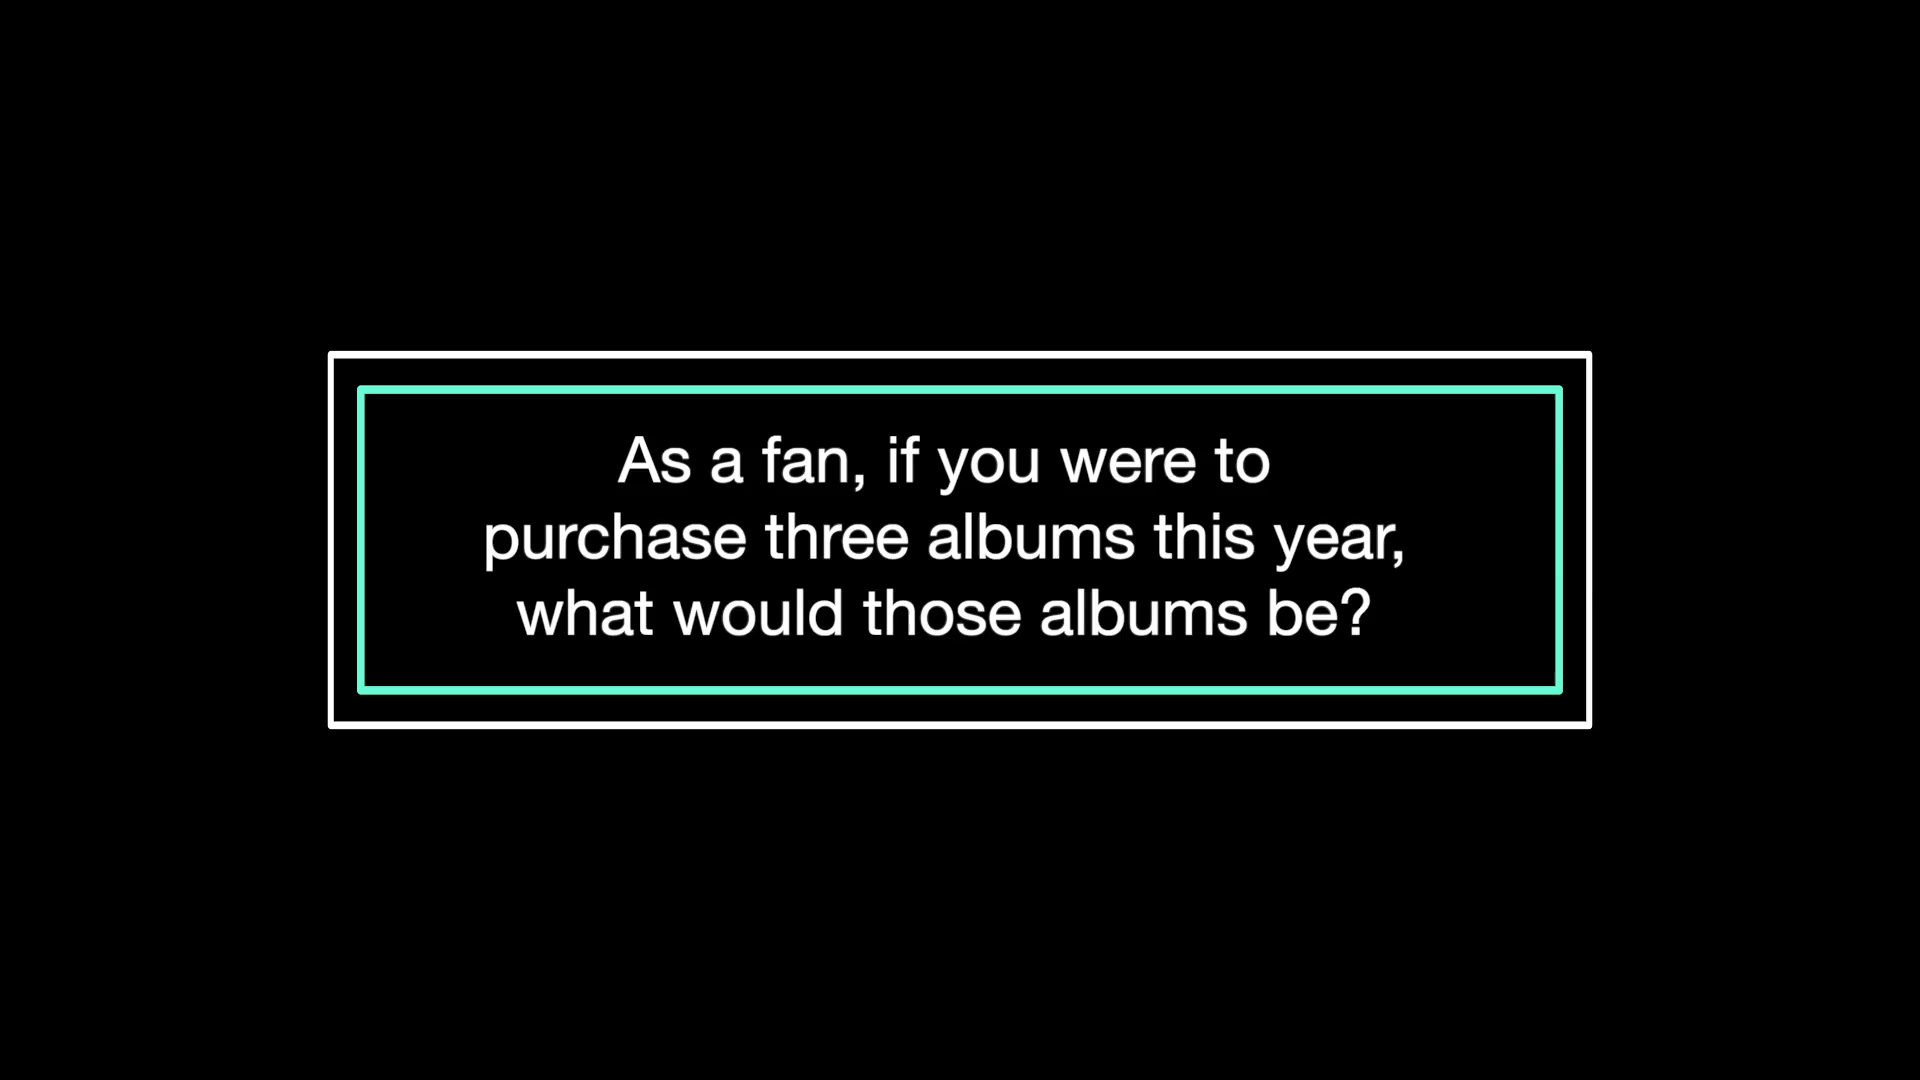 As a fan, if you were to
purchase three albums this year,
what would those albums be?